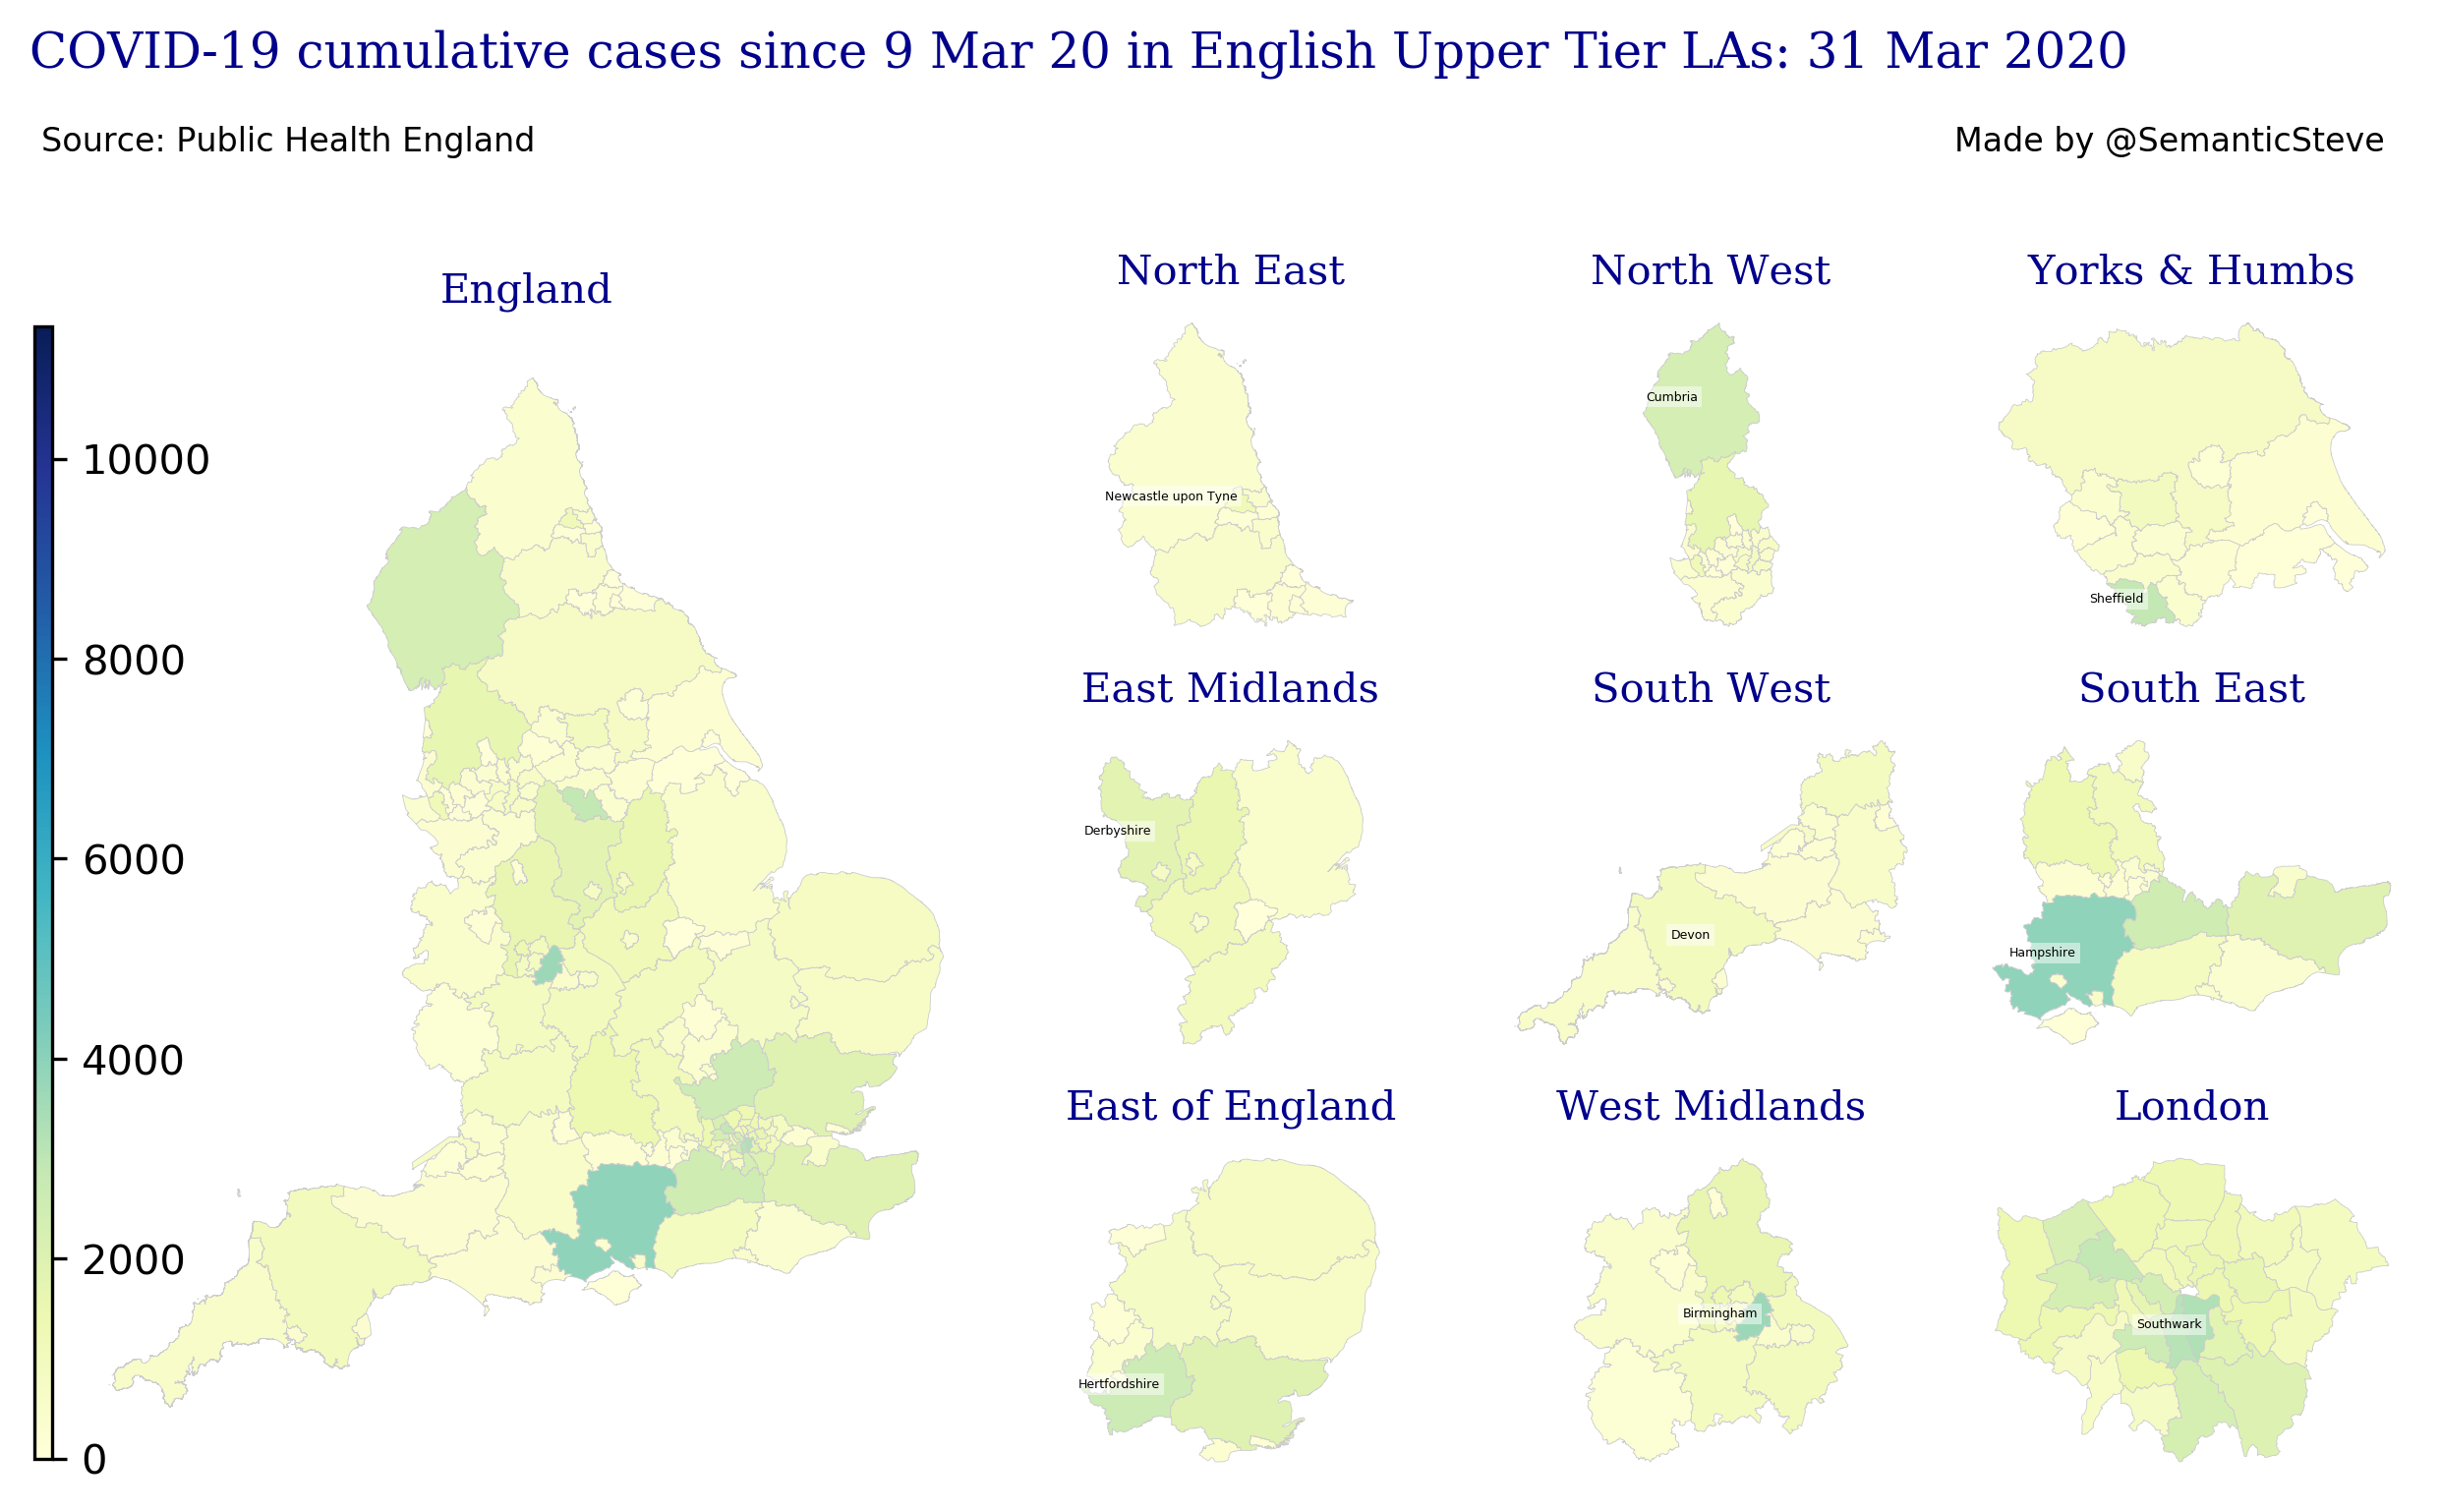 COVID-19 cumulative cases since 9 Mar 20 in English Upper Tier LAs: 31 Mar 2020
Source: Public Health England
Made by @SemanticSteve
England
10000
8000
6000
4000
2000
0
North East
Newcastle upon Tyne
North West
Cumbria
Yorks & Humbs
Sheffield
East Midlands
Derbyshire
South West
Devon
South East
Hampshire
East of England
Hertfordshire
West Midlands
Birmingham
London
Southwark